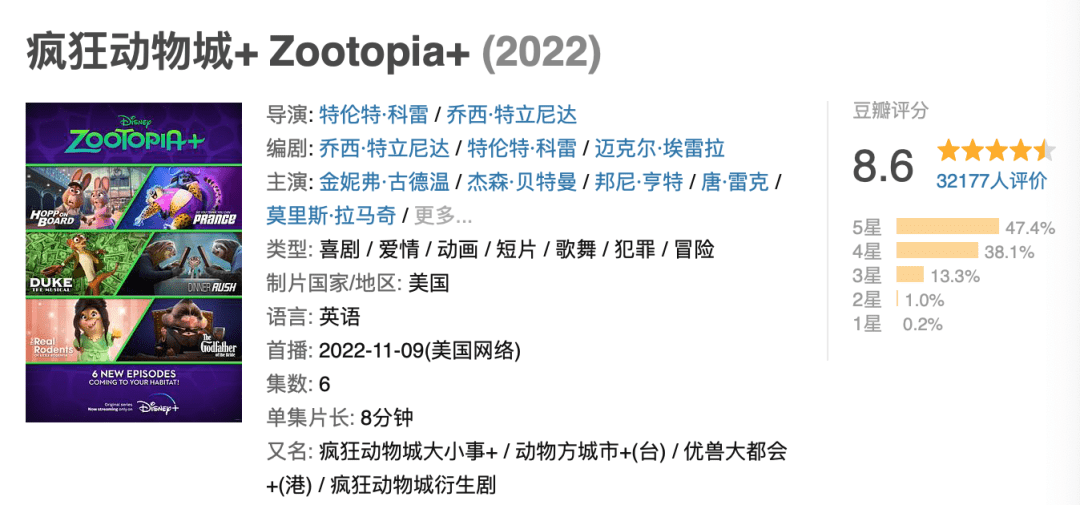 疯狂动物城+ Zootopia+ (2022)
Disney
ZOOTOPIA+
HOPP ON
BOARD
SO YOU THINK YOU CAN
PRANCE
DUKE
THE MUSICAL
DINNER RUSH
The Real
Rodents
OF LITTLE RODENTIA
The
Godfather
of the Bride
6 NEW EPISODES
COMING TO YOUR HABITAT!
Original series
Now streaming only on
Disney+
导演: 特伦特·科雷 / 乔西·特立尼达
编剧: 乔西·特立尼达 / 特伦特·科雷 / 迈克尔·埃雷拉
主演: 金妮弗·古德温 / 杰森·贝特曼 / 邦尼·亨特 / 唐·雷克 /
莫里斯·拉马奇 / 更多...
类型: 喜剧 / 爱情 / 动画 / 短片 / 歌舞 / 犯罪 / 冒险
制片国家/地区: 美国
语言: 英语
首播: 2022-11-09(美国网络)
集数: 6
单集片长: 8分钟
又名: 疯狂动物城大小事+ / 动物方城市+(台) / 优兽大都会
+(港) / 疯狂动物城衍生剧
豆瓣评分
8.6
32177人评价
5星 47.4%
4星 38.1%
3星 13.3%
2星 1.0%
1星 0.2%